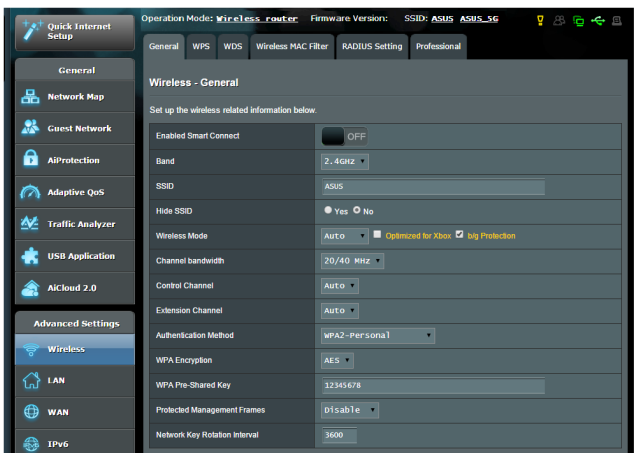 Quick Internet
Setup
Operation Mode: Wireless router Firmware Version: SSID: ASUS ASUS_5G
General WPS WDS Wireless MAC Filter RADIUS Setting Professional
General
Network Map
Guest Network
AiProtection
Adaptive QoS
Traffic Analyzer
USB Application
AiCloud 2.0
Advanced Settings
Wireless
LAN
WAN
IPv6
Wireless - General
Set up the wireless related information below.
Enabled Smart Connect OFF
Band 2.4GHz
SSID ASUS
Hide SSID Yes No
Wireless Mode Auto Optimized for Xbox b/g Protection
Channel bandwidth 20/40 MHz
Control Channel Auto
Extension Channel Auto
Authentication Method WPA2-Personal
WPA Encryption AES
WPA Pre-Shared Key 12345678
Protected Management Frames Disable
Network Key Rotation Interval 3600